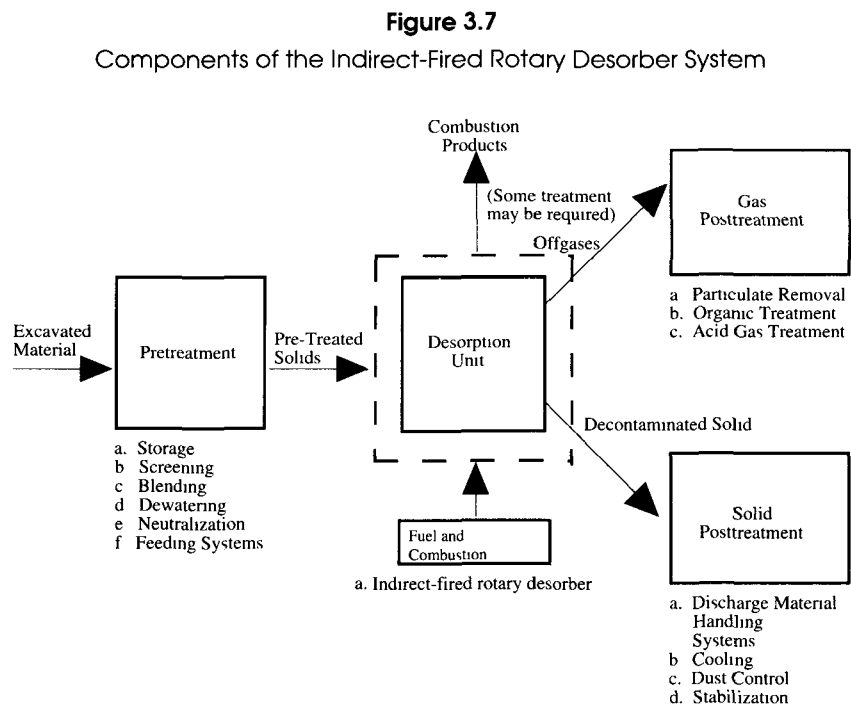 Figure 3.7
Components of the Indirect-Fired Rotary Desorber System
Combustion
Products
(Some treatment
may be required)
Offgases
Gas
Posttreatment
a Particulate Removal
b. Organic Treatment
c. Acid Gas Treatment
Excavated
Material
Pretreatment
Pre-Treated
Solids
Desorption
Unit
a. Storage
b Screening
c Blending
d Dewatering
e Neutralization
f Feeding Systems
Decontaminated Solid
Fuel and
Combustion
a. Indirect-fired rotary desorber
Solid
Posttreatment
a. Discharge Material
Handling
Systems
b Cooling
c. Dust Control
d. Stabilization